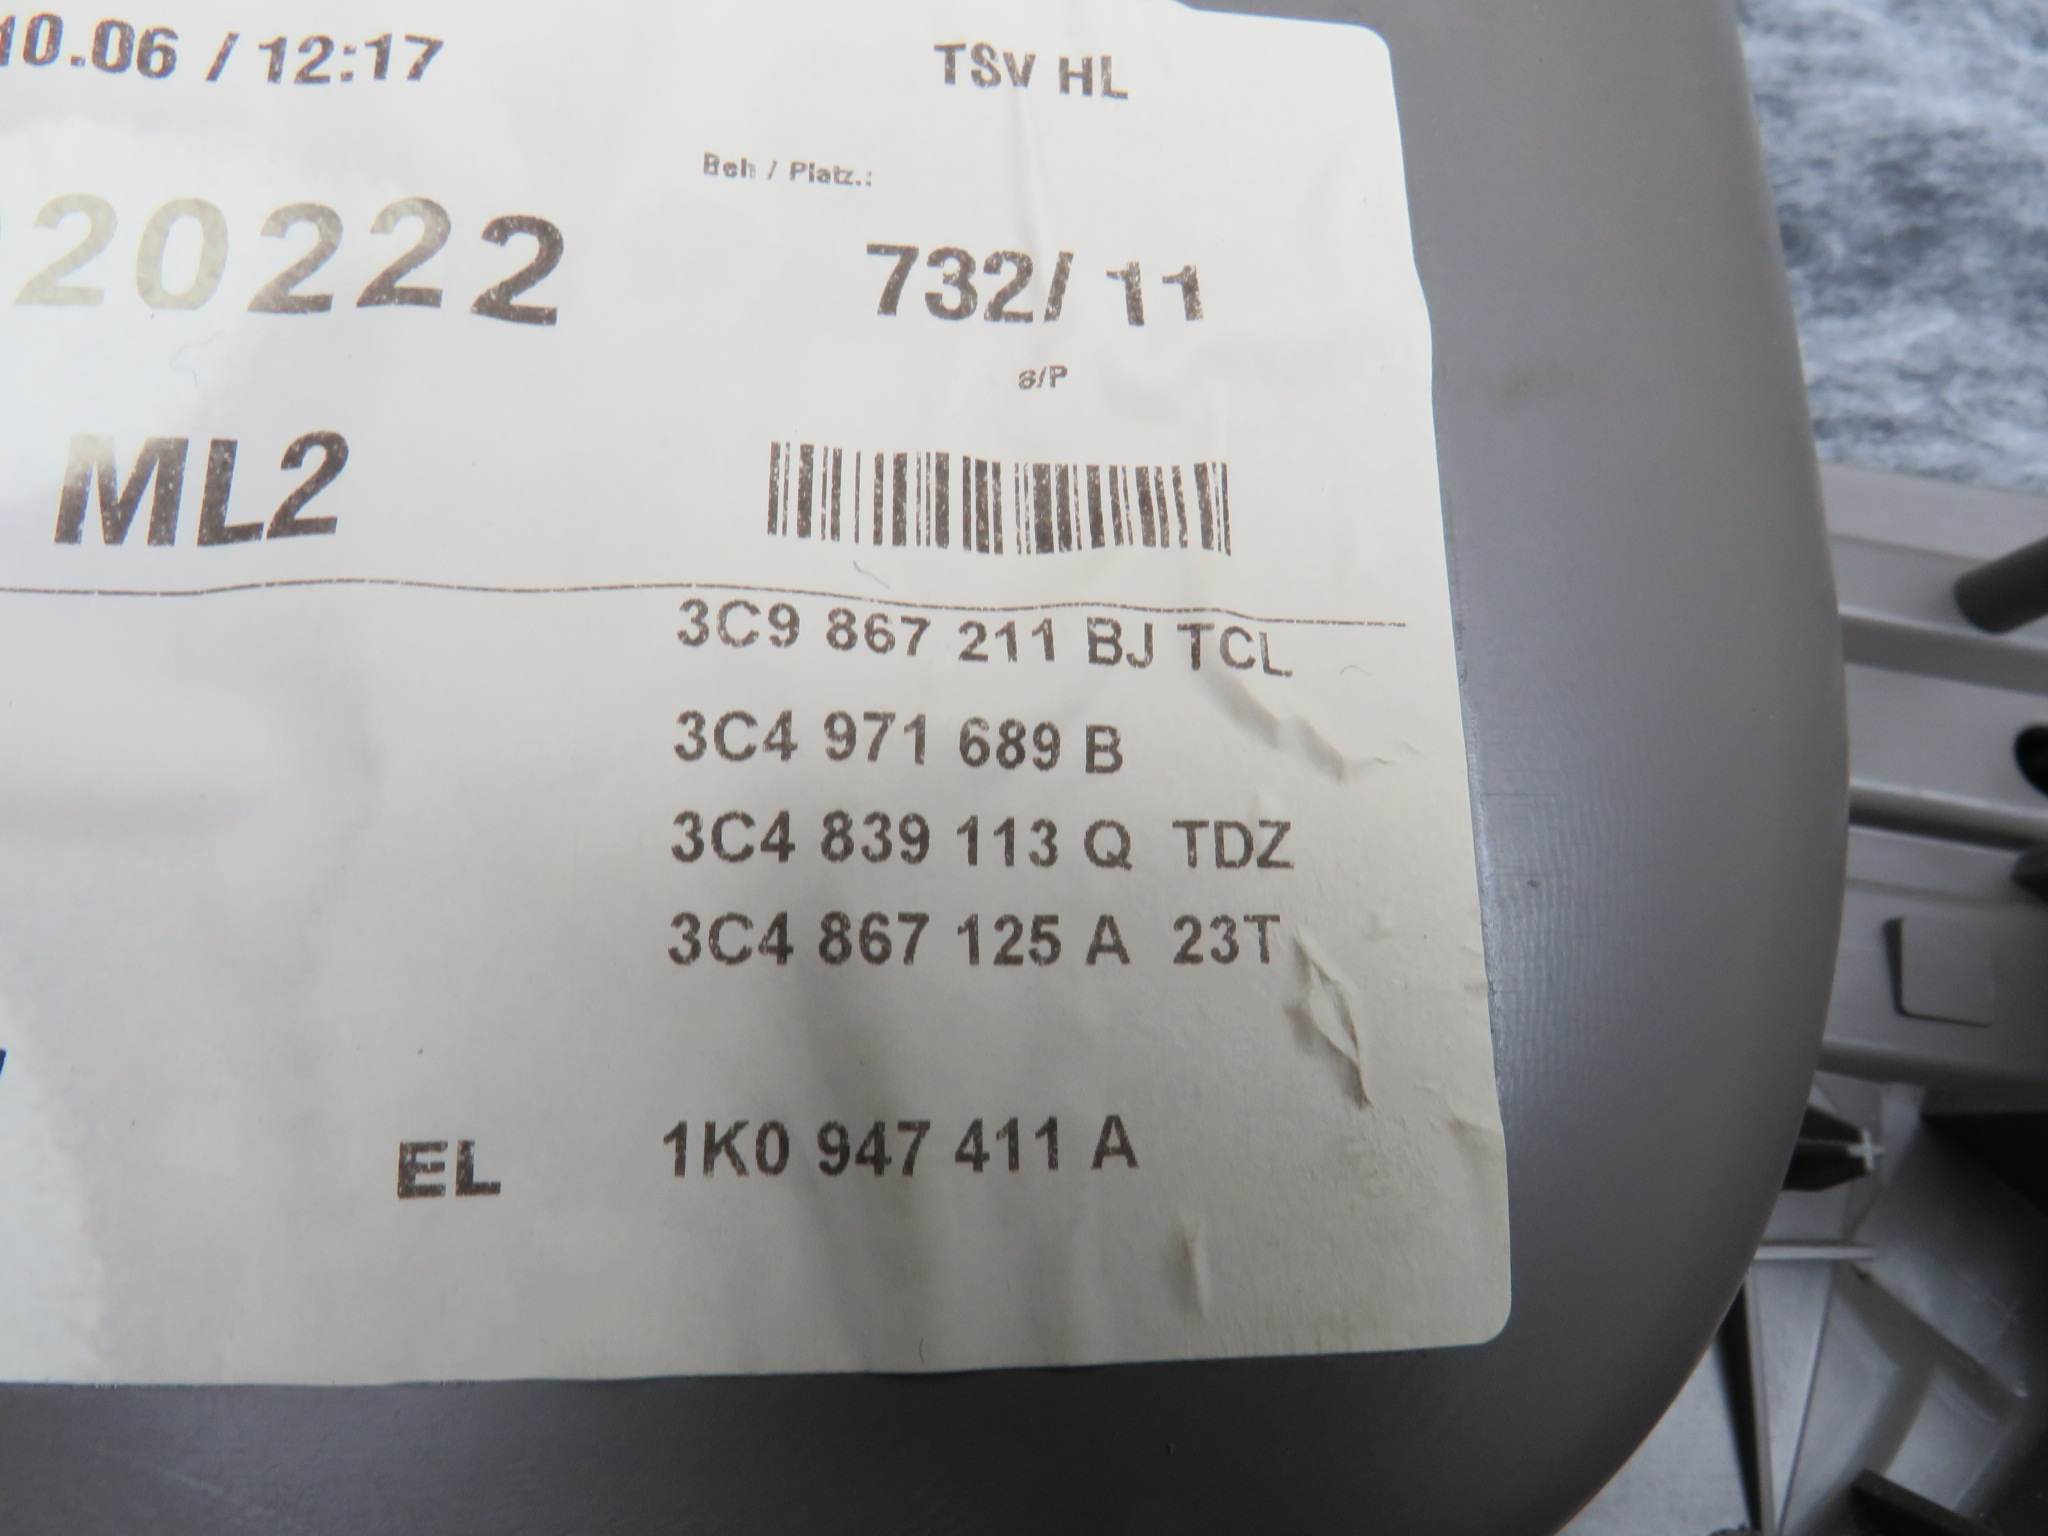 10.06 / 12:17
TSV HL
Beh / Platz.:
20222
732/ 11
S/P
ML2
3C9 867 211 BJ TCL
3C4 971 689 B
3C4 839 113 Q TDZ
3C4 867 125 A 23T
EL 1K0 947 411 A